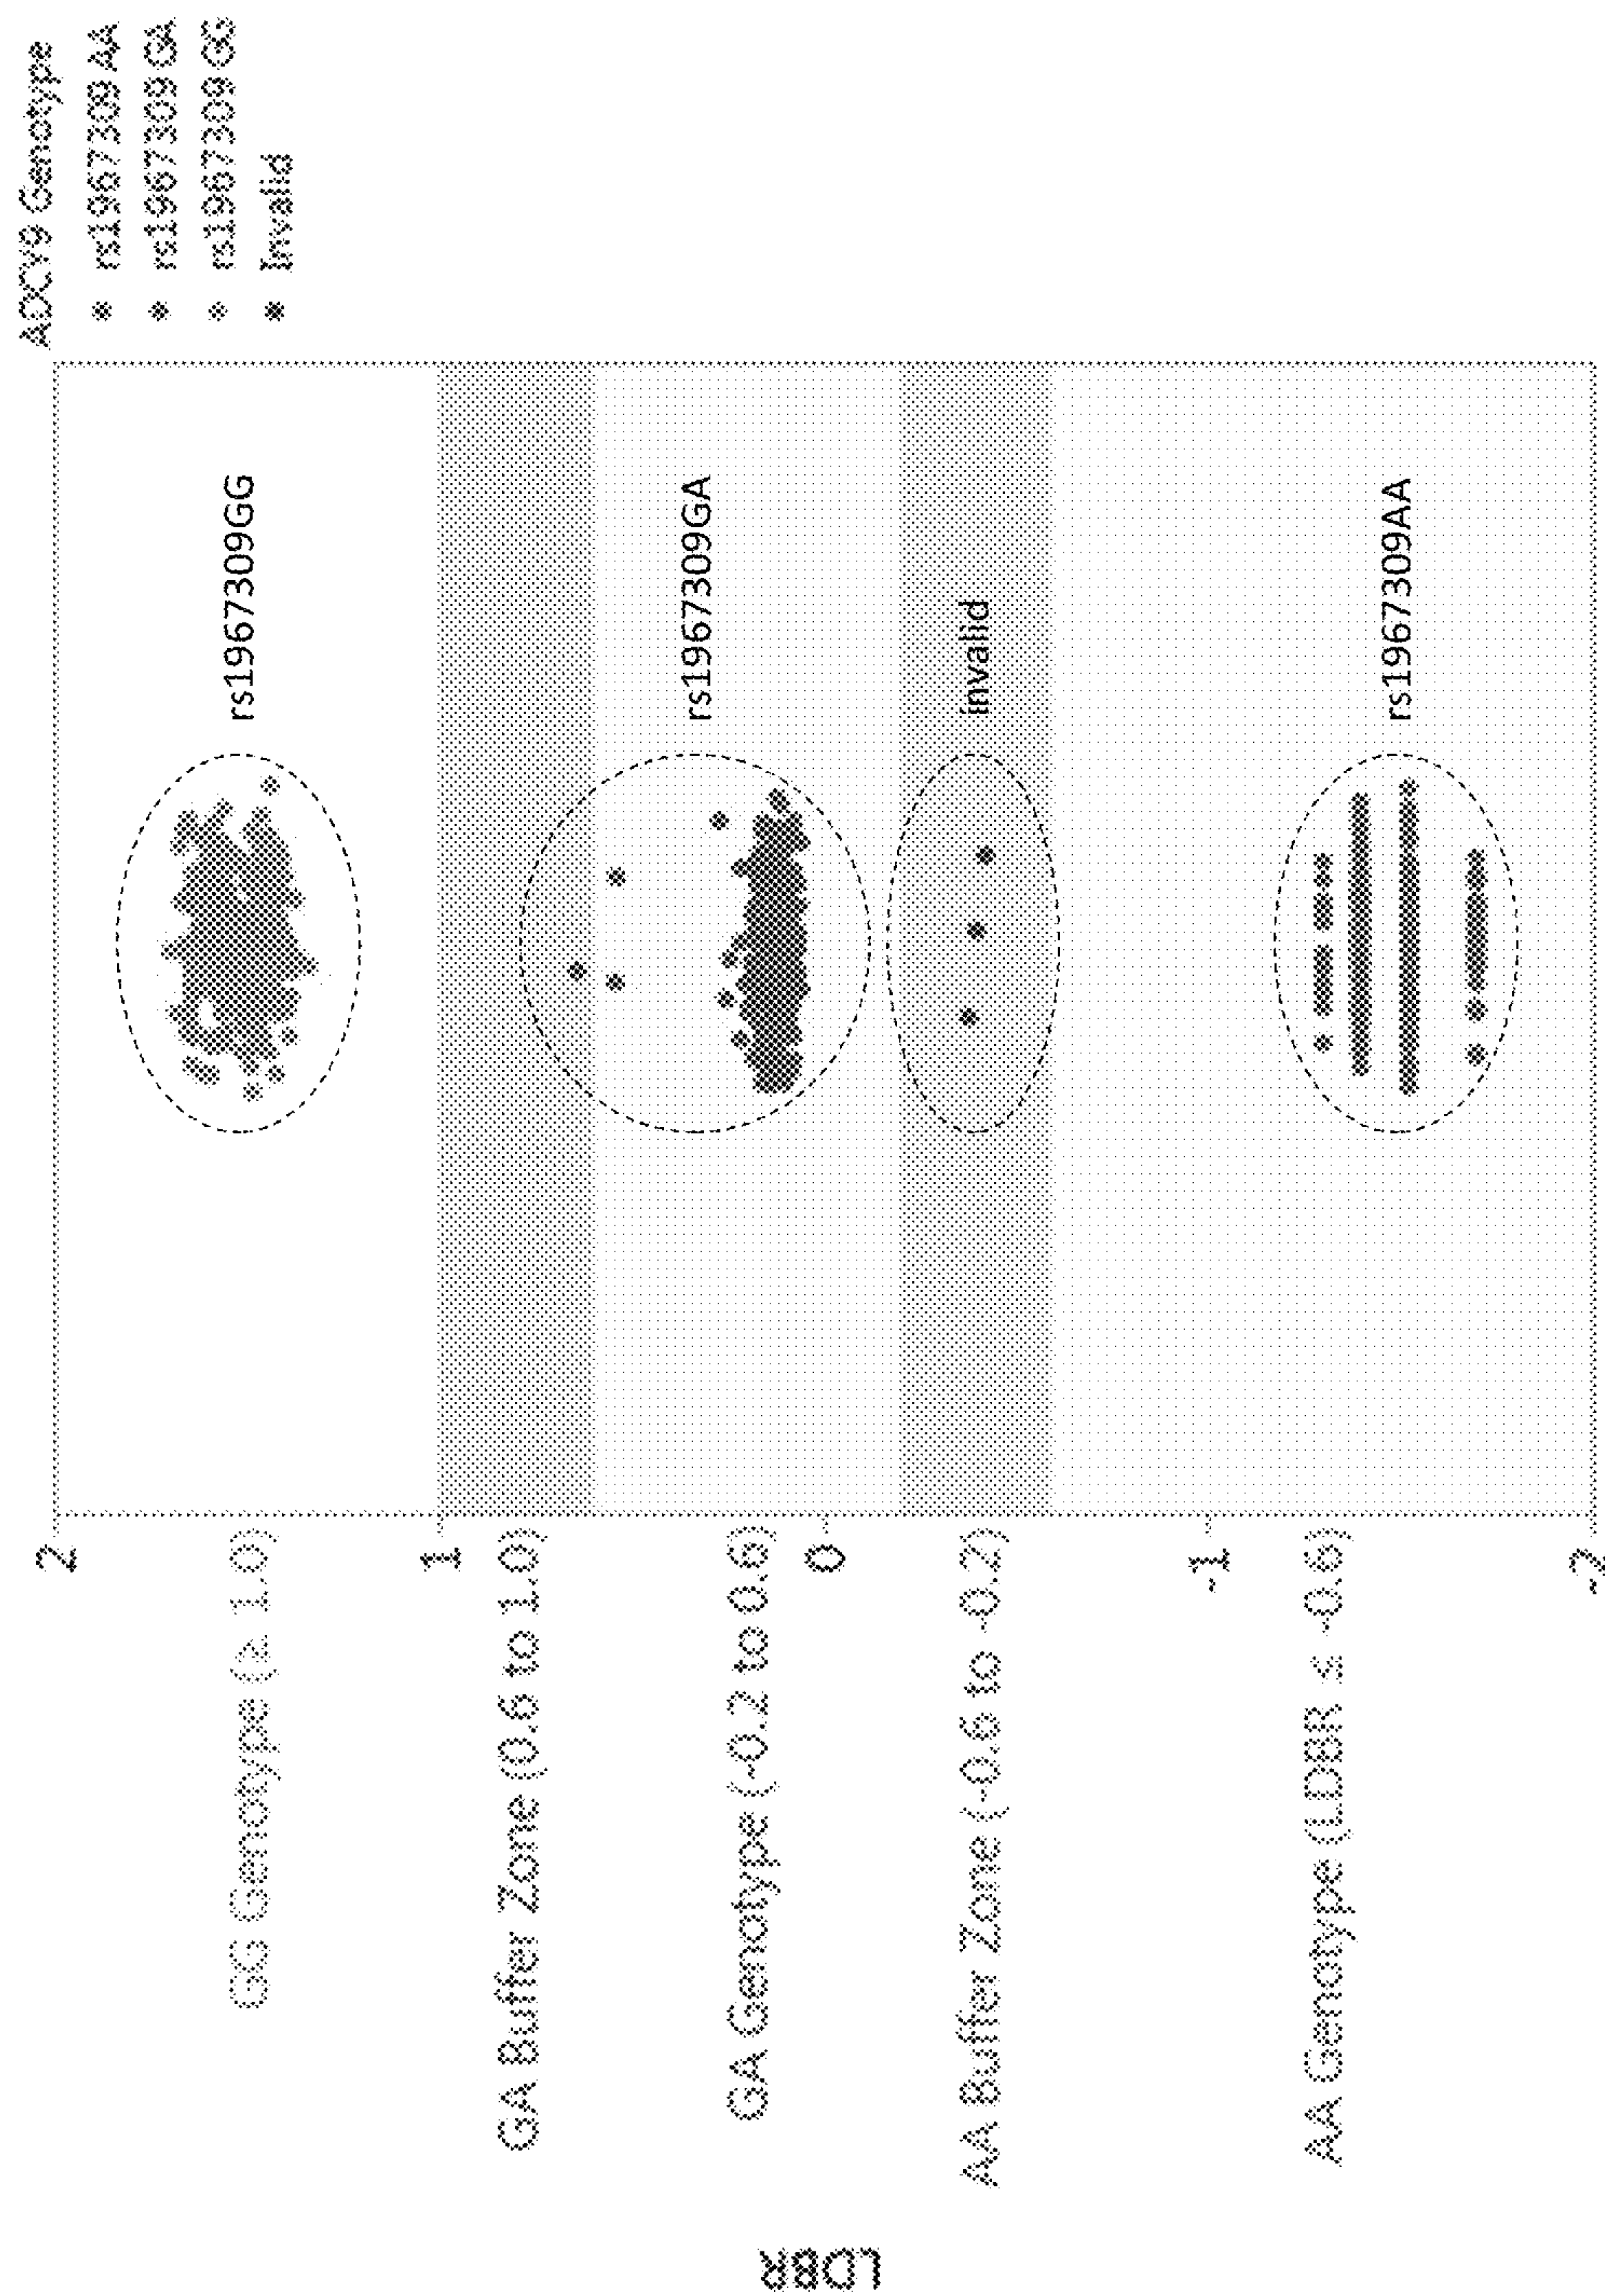 ADCY9 Genotype
rs1967309 AA
rs1967309 GA
rs1967309 GG
Invalid
LDBR
2
GG Genotype (≥ 1.0)
rs1967309GG
1
GA Buffer Zone (0.6 to 1.0)
GA Genotype (-0.2 to 0.6)
rs1967309GA
0
AA Buffer Zone (-0.6 to -0.2)
invalid
-1
AA Genotype (LDBR ≤ -0.6)
rs1967309AA
-2